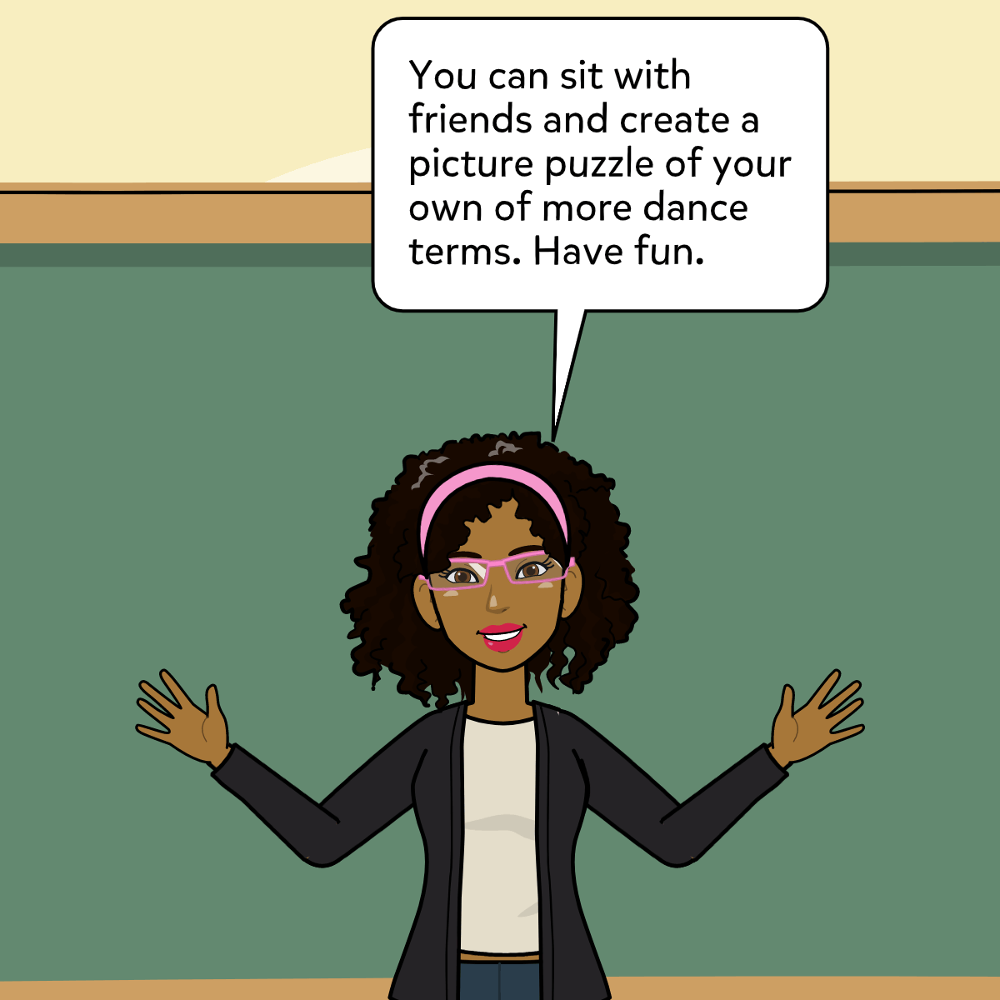 You can sit with
friends and create a
picture puzzle of your
own of more dance
terms. Have fun.